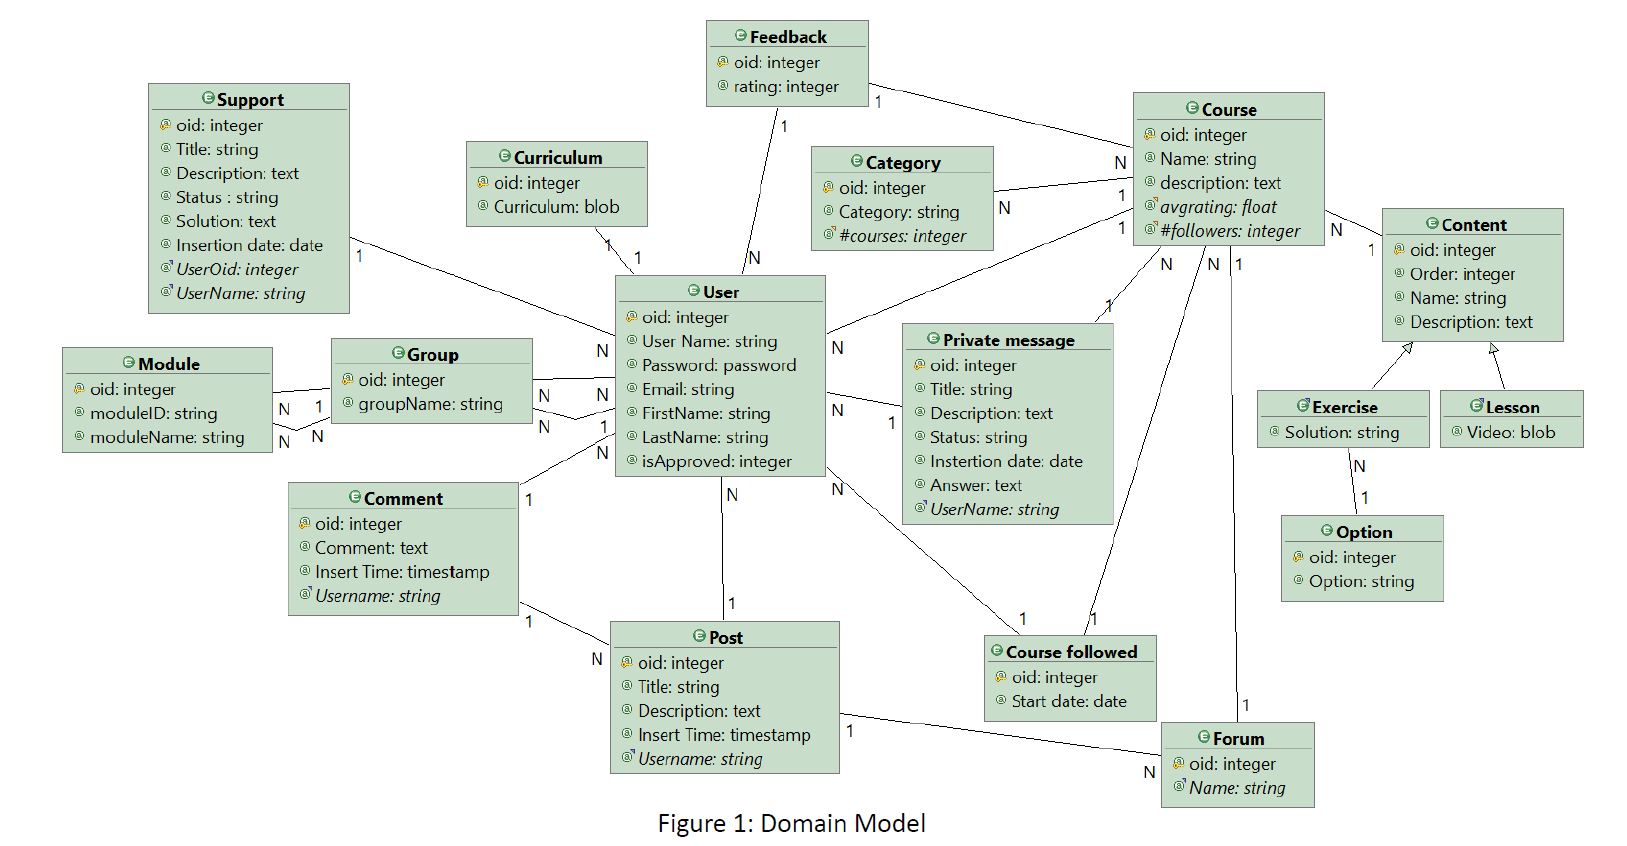 Feedback
oid: integer
rating: integer
1
1
N
N
Support
oid: integer
Title: string
Description: text
Status : string
Solution: text
Insertion date: date
UserOid: integer
UserName: string
1
N
Curriculum
oid: integer
Curriculum: blob
1
1
Category
oid: integer
Category: string
#courses: integer
N
1
Course
oid: integer
Name: string
description: text
avgrating: float
#followers: integer
1
N
N
1
N
N
1
Content
oid: integer
Order: integer
Name: string
Description: text
User
oid: integer
User Name: string
Password: password
Email: string
FirstName: string
LastName: string
isApproved: integer
Module
oid: integer
moduleID: string
moduleName: string
N
1
N
N
Group
oid: integer
groupName: string
N
N
N
1
N
1
Private message
oid: integer
Title: string
Description: text
Status: string
Instertion date: date
Answer: text
UserName: string
1
N
1
Exercise
Solution: string
Lesson
Video: blob
N
1
Option
oid: integer
Option: string
Comment
oid: integer
Comment: text
Insert Time: timestamp
Username: string
1
N
N
1
N
Post
oid: integer
Title: string
Description: text
Insert Time: timestamp
Username: string
1
N
1
1
Course followed
oid: integer
Start date: date
1
N
Forum
oid: integer
Name: string
Figure 1: Domain Model